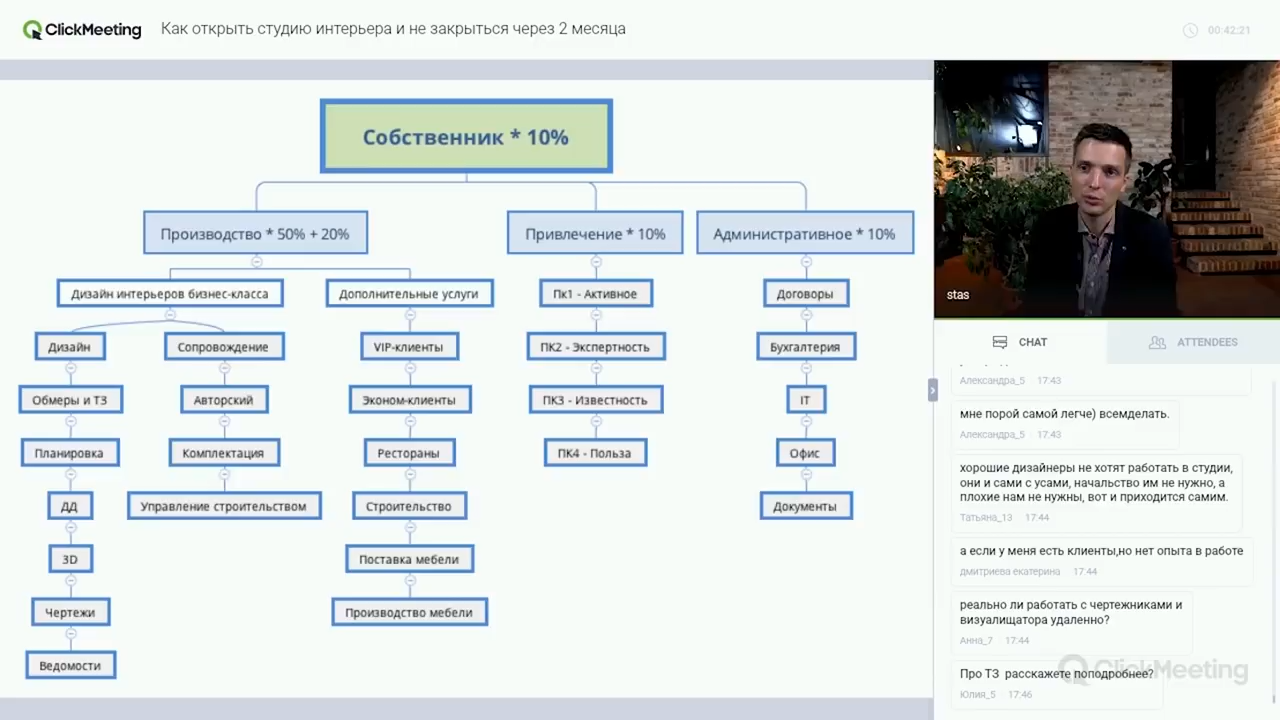 ClickMeeting
Как открыть студию интерьера и не закрыться через 2 месяца
00:42:21
Собственник * 10%
Производство * 50% + 20%
Привлечение * 10%
Административное * 10%
Дизайн интерьеров бизнес-класса
Дополнительные услуги
Пк1 - Активное
Договоры
Дизайн
Сопровождение
VIP-клиенты
ПК2 - Экспертность
Бухгалтерия
Обмеры и ТЗ
Авторский
Эконом-клиенты
ПК3 - Известность
IT
Планировка
Комплектация
Рестораны
ПК4 - Польза
Офис
ДД
Управление строительством
Строительство
Документы
3D
Поставка мебели
Чертежи
Производство мебели
Ведомости
stas
CHAT
ATTENDEES
Александра_5 17:43
мне порой самой легче) всемделать.
Александра_5 17:43
хорошие дизайнеры не хотят работать в студии,
они и сами с усами, начальство им не нужно, а
плохие нам не нужны, вот и приходится самим.
Татьяна_13 17:44
а если у меня есть клиенты,но нет опыта в работе
дмитриева екатерина 17:44
реально ли работать с чертежниками и
визуалищатора удаленно?
Анна_7 17:44
Про ТЗ расскажете поподробнее?
Юлия_5 17:46
ClickMeeting